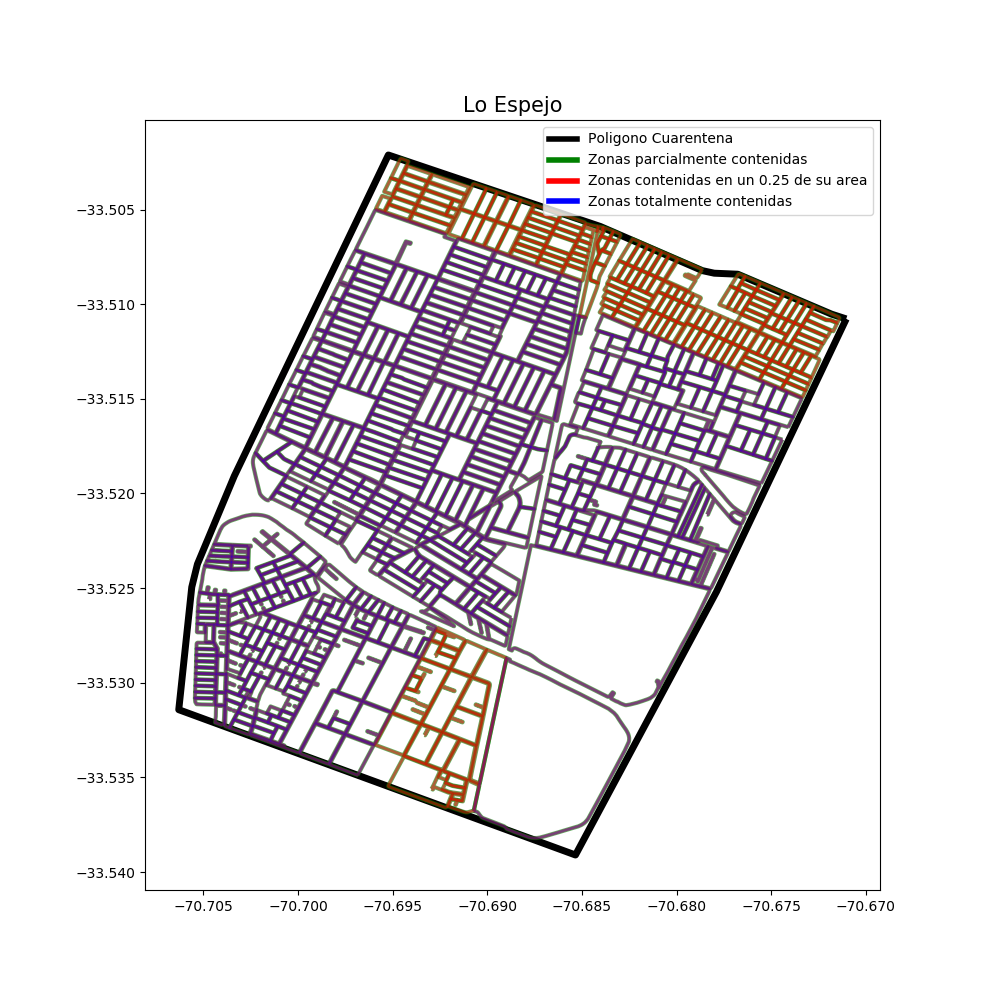 Lo Espejo
Poligono Cuarentena
Zonas parcialmente contenidas
Zonas contenidas en un 0.25 de su area
Zonas totalmente contenidas
−33.505
−33.510
−33.515
−33.520
−33.525
−33.530
−33.535
−33.540
−70.705 −70.700 −70.695 −70.690 −70.685 −70.680 −70.675 −70.670